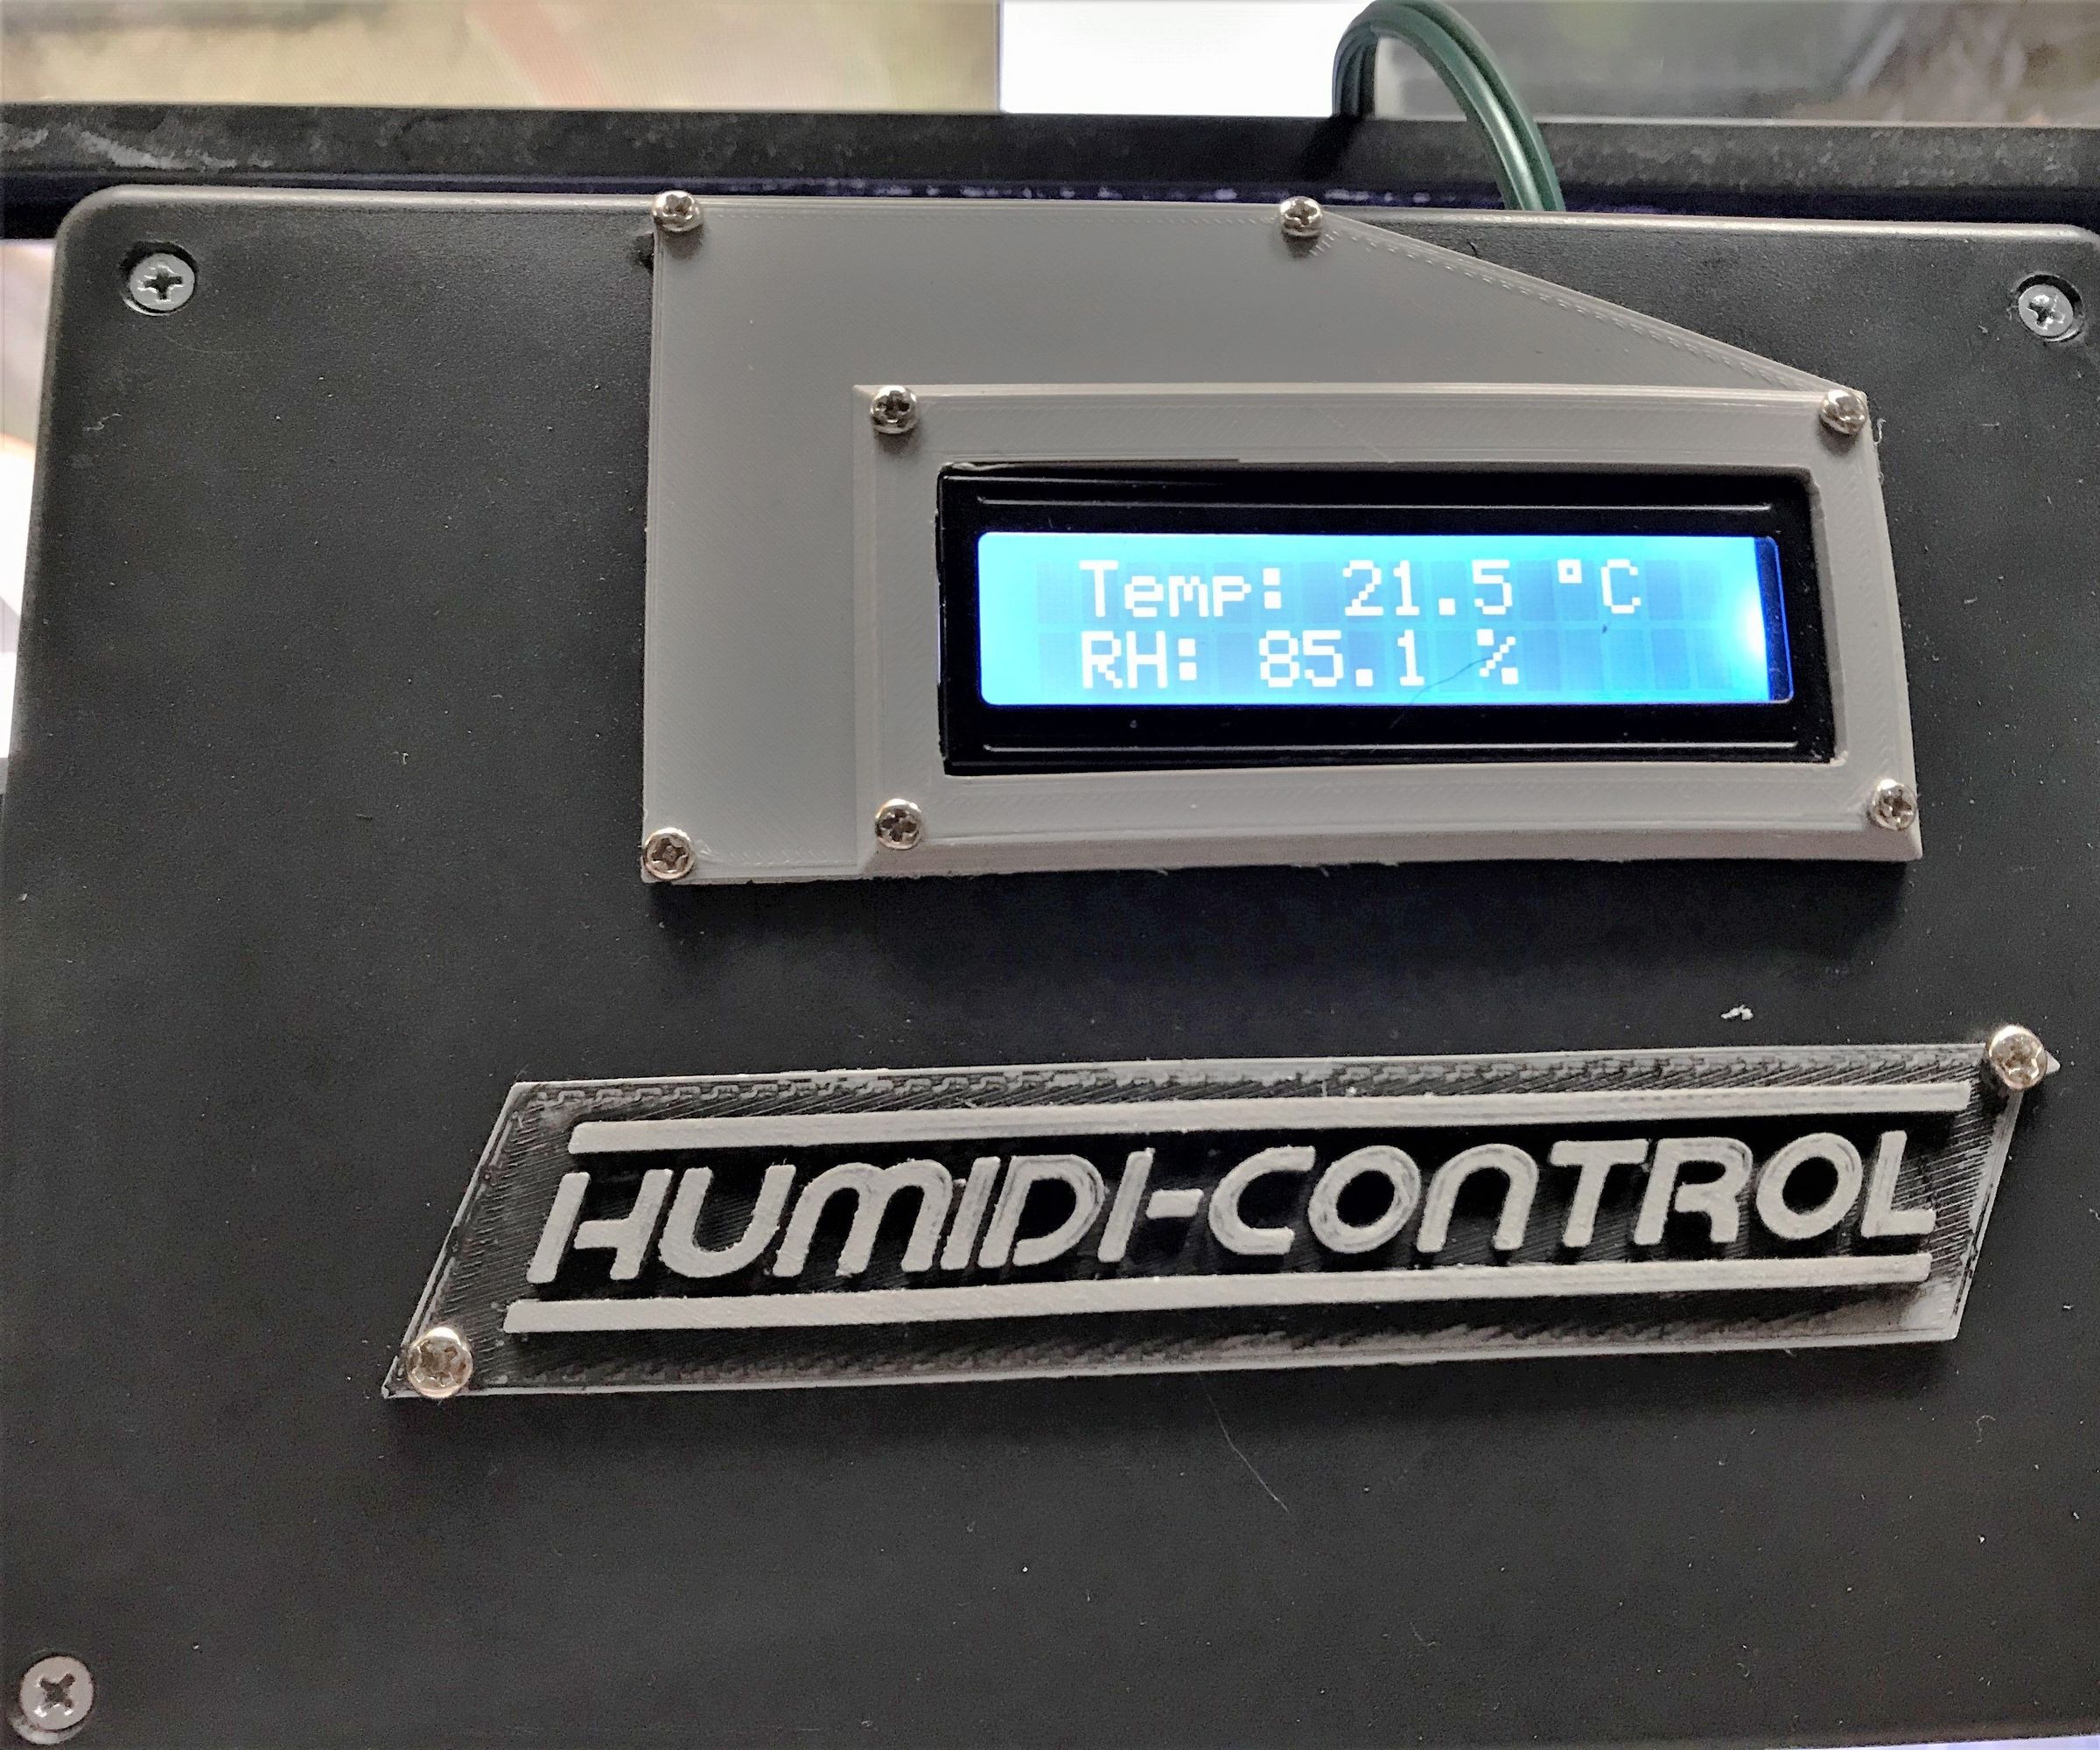 Temp: 21.5 °C
RH: 85.1 %
HUMIDI-CONTROL